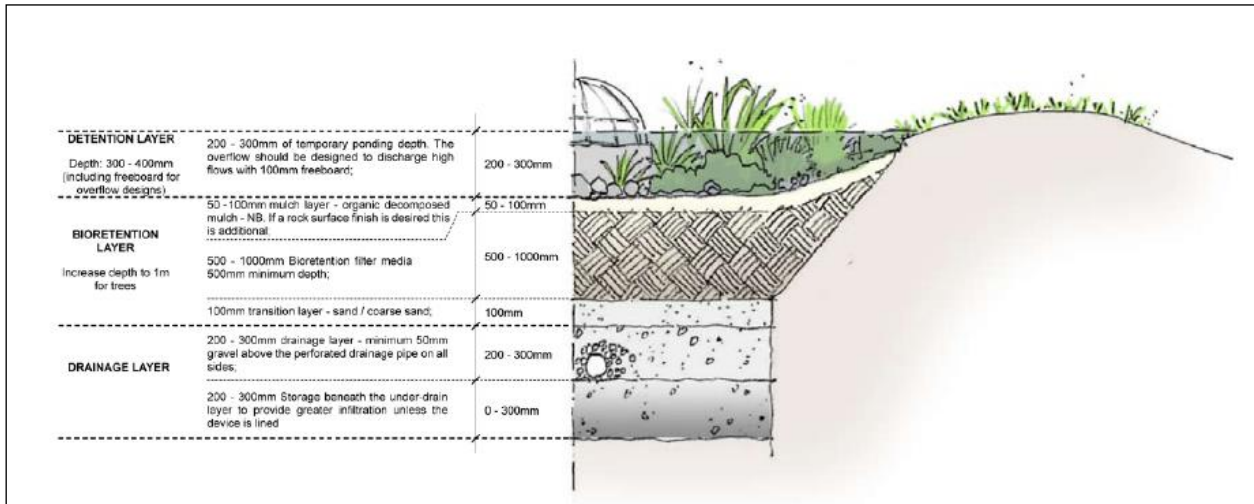 DETENTION LAYER
Depth: 300 - 400mm
(including freeboard for
overflow designs)
200 - 300mm of temporary ponding depth. The
overflow should be designed to discharge high
flows with 100mm freeboard;
200 - 300mm
BIORETENTION
LAYER
Increase depth to 1m
for trees
50 -100mm mulch layer - organic decomposed
mulch - NB. If a rock surface finish is desired this
is additional.
50 - 100mm
500 - 1000mm Bioretention filter media
500mm minimum depth;
500 - 1000mm
100mm transition layer - sand / coarse sand;
100mm
DRAINAGE LAYER
200 - 300mm drainage layer - minimum 50mm
gravel above the perforated drainage pipe on all
sides;
200 - 300mm
200 - 300mm Storage beneath the under-drain
layer to provide greater infiltration unless the
device is lined
0 - 300mm